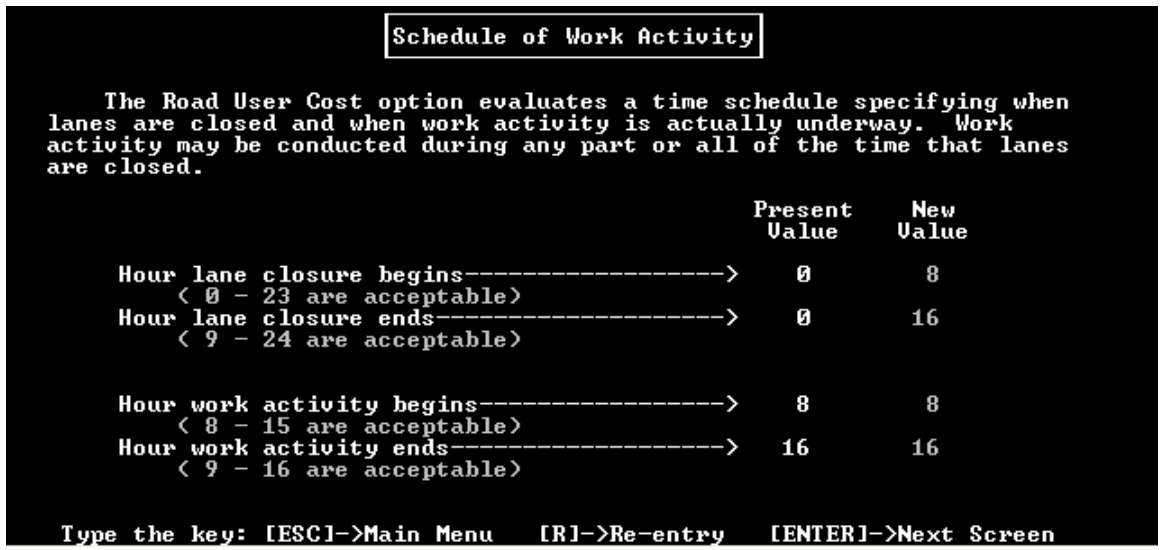 Schedule of Work Activity
The Road User Cost option evaluates a time schedule specifying when
lanes are closed and when work activity is actually underway. Work
activity may be conducted during any part or all of the time that lanes
are closed.
Present New
Value Value
Hour lane closure begins------------------> 0 8
( 0 - 23 are acceptable)
Hour lane closure ends--------------------> 0 16
( 9 - 24 are acceptable)
Hour work activity begins-----------------> 8 8
( 8 - 15 are acceptable)
Hour work activity ends-------------------> 16 16
( 9 - 16 are acceptable)
Type the key: [ESC]->Main Menu [R]->Re-entry [ENTER]->Next Screen